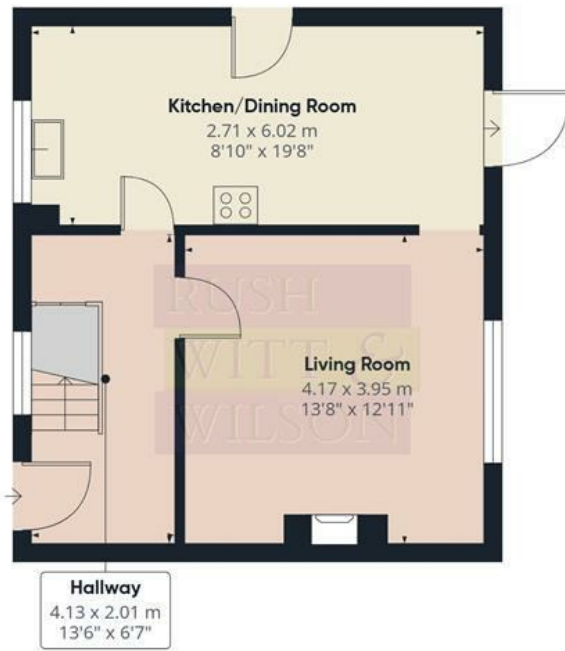 Kitchen/Dining Room
2.71 x 6.02 m
8'10" x 19'8"
RUSH
WITT &
WILSON
Living Room
4.17 x 3.95 m
13'8" x 12'11"
Hallway
4.13 x 2.01 m
13'6" x 6'7"